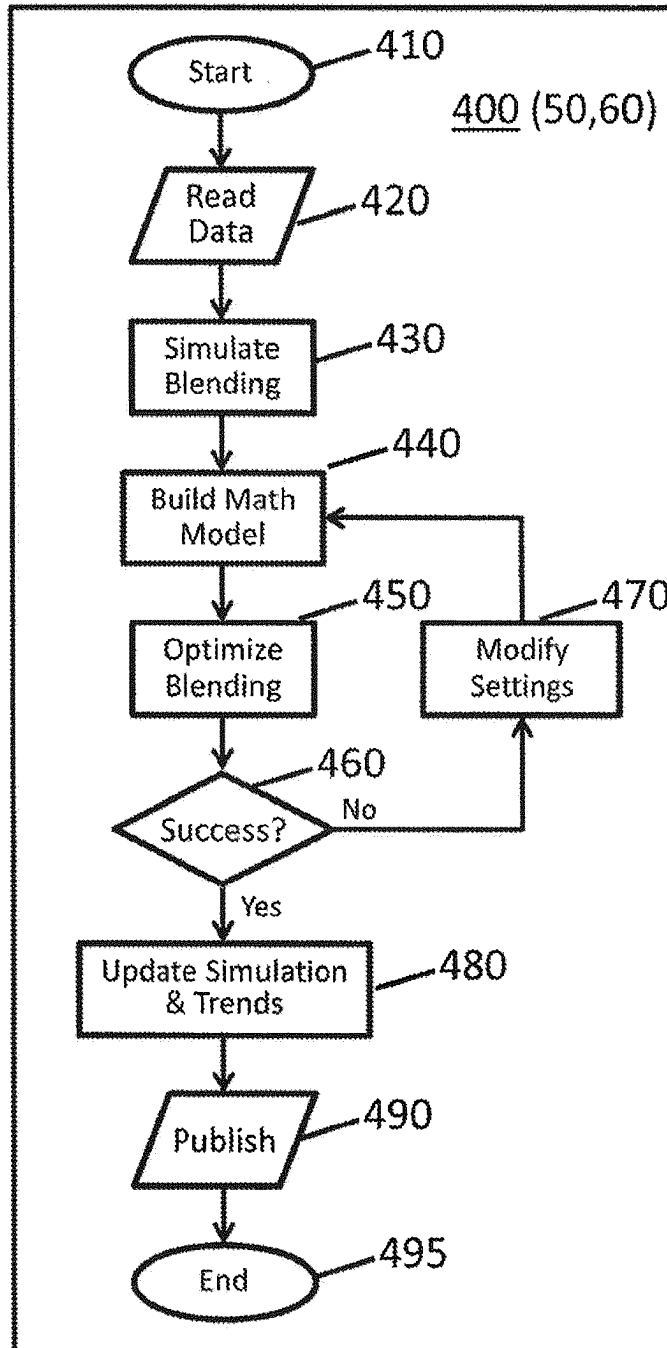 Start
410
400 (50,60)
Read
Data
420
Simulate
Blending
430
440
Build Math
Model
450
470
Optimize
Blending
Modify
Settings
460
Success?
No
Yes
Update Simulation
& Trends
480
Publish
490
End
495